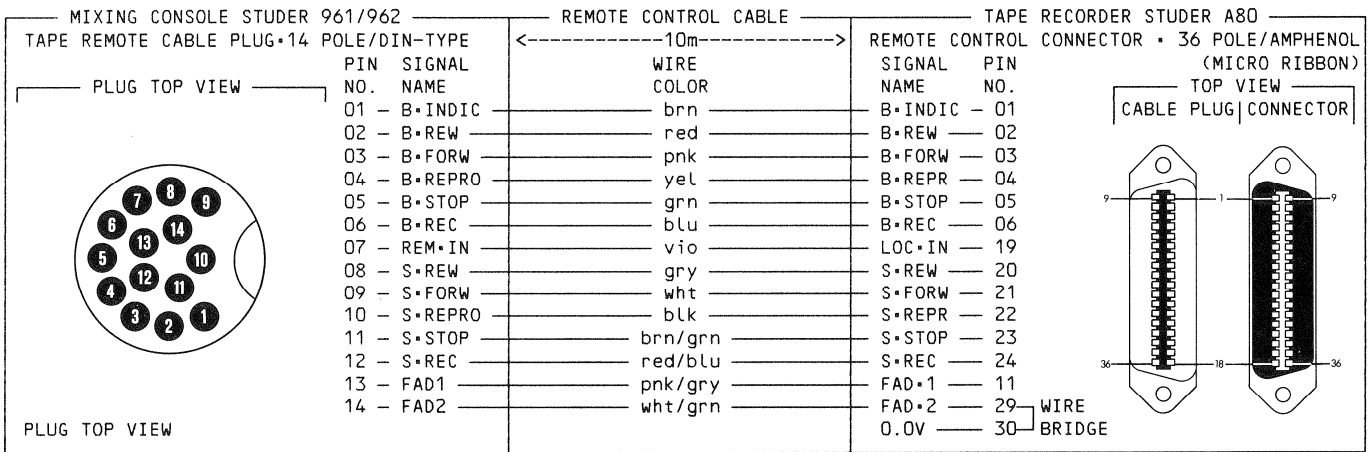 MIXING CONSOLE STUDER 961/962
TAPE REMOTE CABLE PLUG▪14 POLE/DIN-TYPE
PIN SIGNAL
NO. NAME
PLUG TOP VIEW
01 – B▪INDIC
02 – B▪REW
03 – B▪FORW
04 – B▪REPRO
05 – B▪STOP
06 – B▪REC
07 – REM▪IN
08 – S▪REW
09 – S▪FORW
10 – S▪REPRO
11 – S▪STOP
12 – S▪REC
13 – FAD1
14 – FAD2
7 8 9
6 14
13
5 10
12
4 11
3 2 1
PLUG TOP VIEW
REMOTE CONTROL CABLE
<------------10m----------->
WIRE
COLOR
brn
red
pnk
yel
grn
blu
vio
gry
wht
blk
brn/grn
red/blu
pnk/gry
wht/grn
TAPE RECORDER STUDER A80
REMOTE CONTROL CONNECTOR ▪ 36 POLE/AMPHENOL
(MICRO RIBBON)
SIGNAL PIN
NAME NO.
B▪INDIC – 01
B▪REW — 02
B▪FORW — 03
B▪REPR — 04
B▪STOP — 05
B▪REC — 06
LOC▪IN — 19
S▪REW — 20
S▪FORW — 21
S▪REPR — 22
S▪STOP — 23
S▪REC — 24
FAD▪1 — 11
FAD▪2 — 29 WIRE
0.0V — 30 BRIDGE
TOP VIEW
CABLE PLUG CONNECTOR
9 1 9
36 18 36